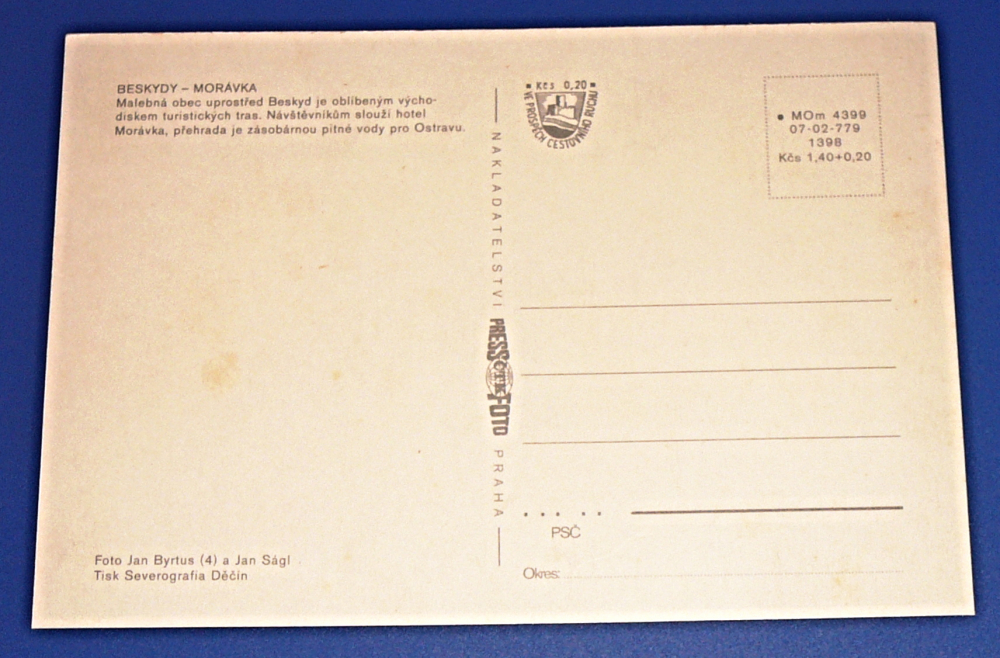 BESKYDY – MORÁVKA
Malebná obec uprostřed Beskyd je oblíbeným výcho-
diskem turistických tras. Návštěvníkům slouží hotel
Morávka, přehrada je zásobárnou pitné vody pro Ostravu.
Foto Jan Byrtus (4) a Jan Ságl
Tisk Severografia Děčín
NAKLADATELSTVÍ PRESSFOTO PRAHA
ČTK
Kčs 0,20
VE PROSPĚCH CESTOVNÍHO RUCHU
● MOm 4399
07-02-779
1398
Kčs 1,40+0,20
PSČ
Okres: